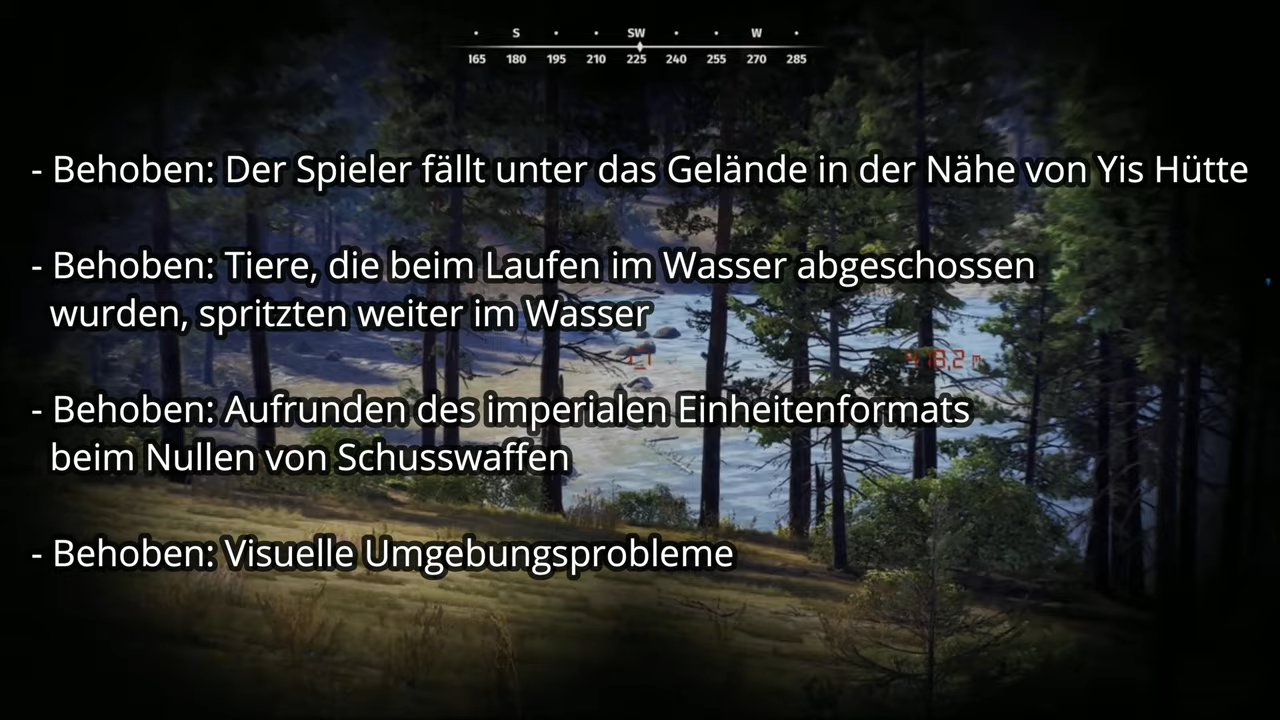 S SW W
165 180 195 210 225 240 255 270 285
- Behoben: Der Spieler fällt unter das Gelände in der Nähe von Yis Hütte
- Behoben: Tiere, die beim Laufen im Wasser abgeschossen
wurden, spritzten weiter im Wasser
- Behoben: Aufrunden des imperialen Einheitenformats
beim Nullen von Schusswaffen
- Behoben: Visuelle Umgebungsprobleme